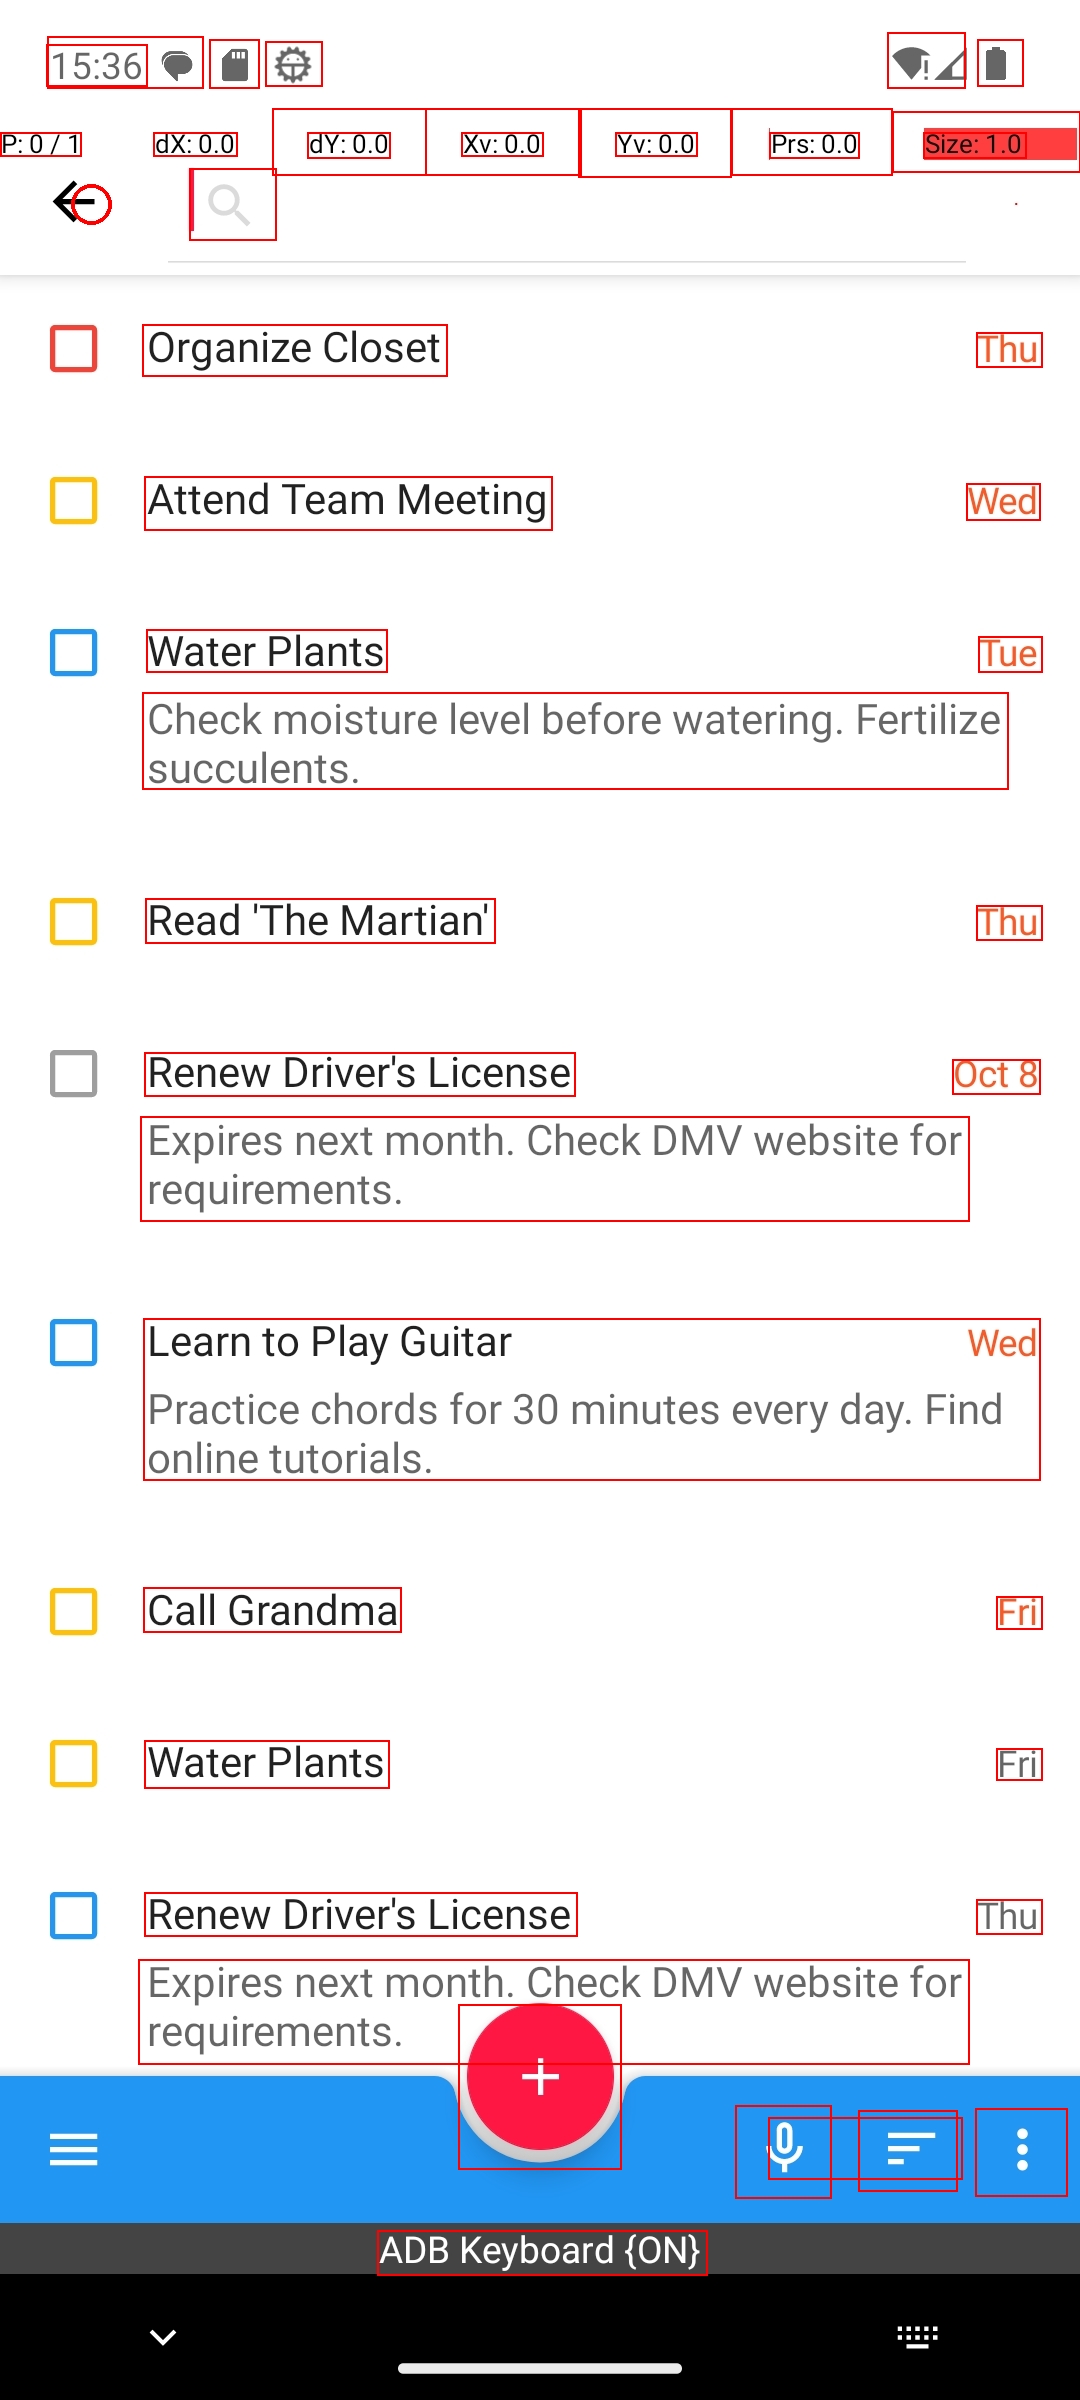 15:36
P: 0 / 1 dX: 0.0 dY: 0.0 Xv: 0.0 Yv: 0.0 Prs: 0.0 Size: 1.0
Organize Closet Thu
Attend Team Meeting Wed
Water Plants Tue
Check moisture level before watering. Fertilize
succulents.
Read 'The Martian' Thu
Renew Driver's License Oct 8
Expires next month. Check DMV website for
requirements.
Learn to Play Guitar Wed
Practice chords for 30 minutes every day. Find
online tutorials.
Call Grandma Fri
Water Plants Fri
Renew Driver's License Thu
Expires next month. Check DMV website for
requirements.
ADB Keyboard {ON}